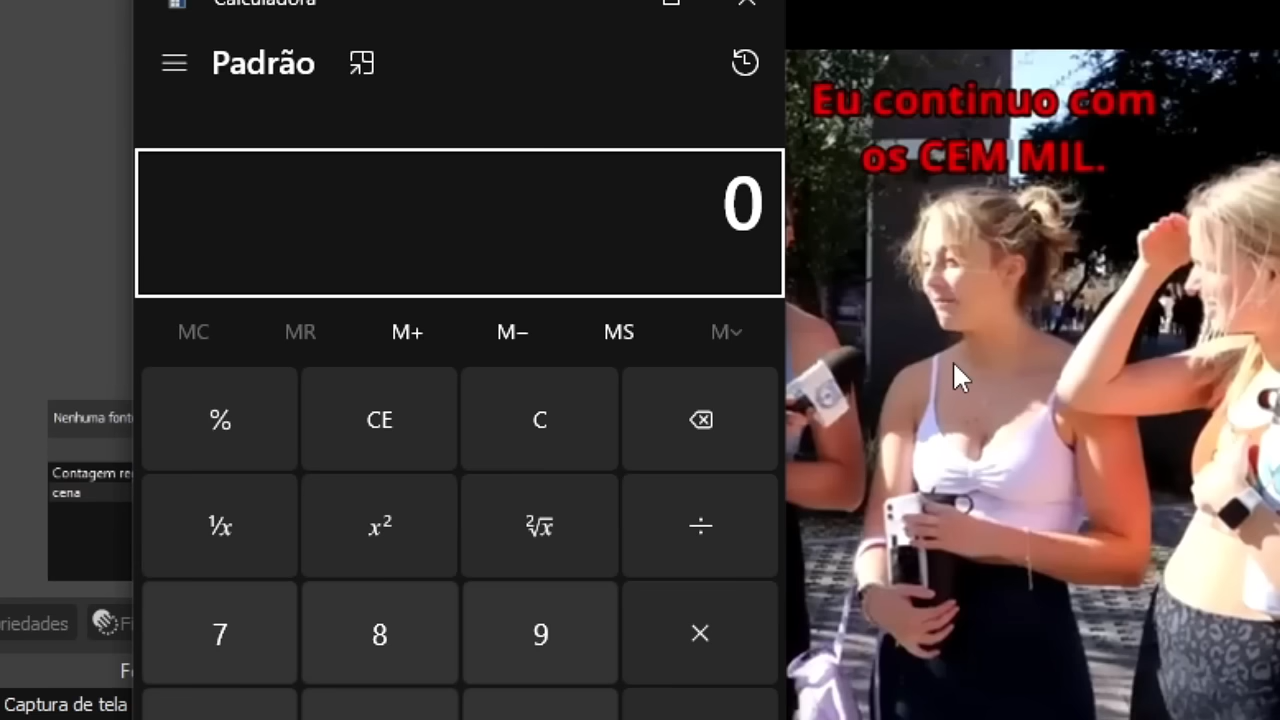 Calculadora
Padrão
0
MC MR M+ M− MS M
% CE C
⅟x x² ²√x ÷
7 8 9 ×
Eu continuo com
os CEM MIL.
Nenhuma font
Contagem re
cena
riedades
Captura de tela